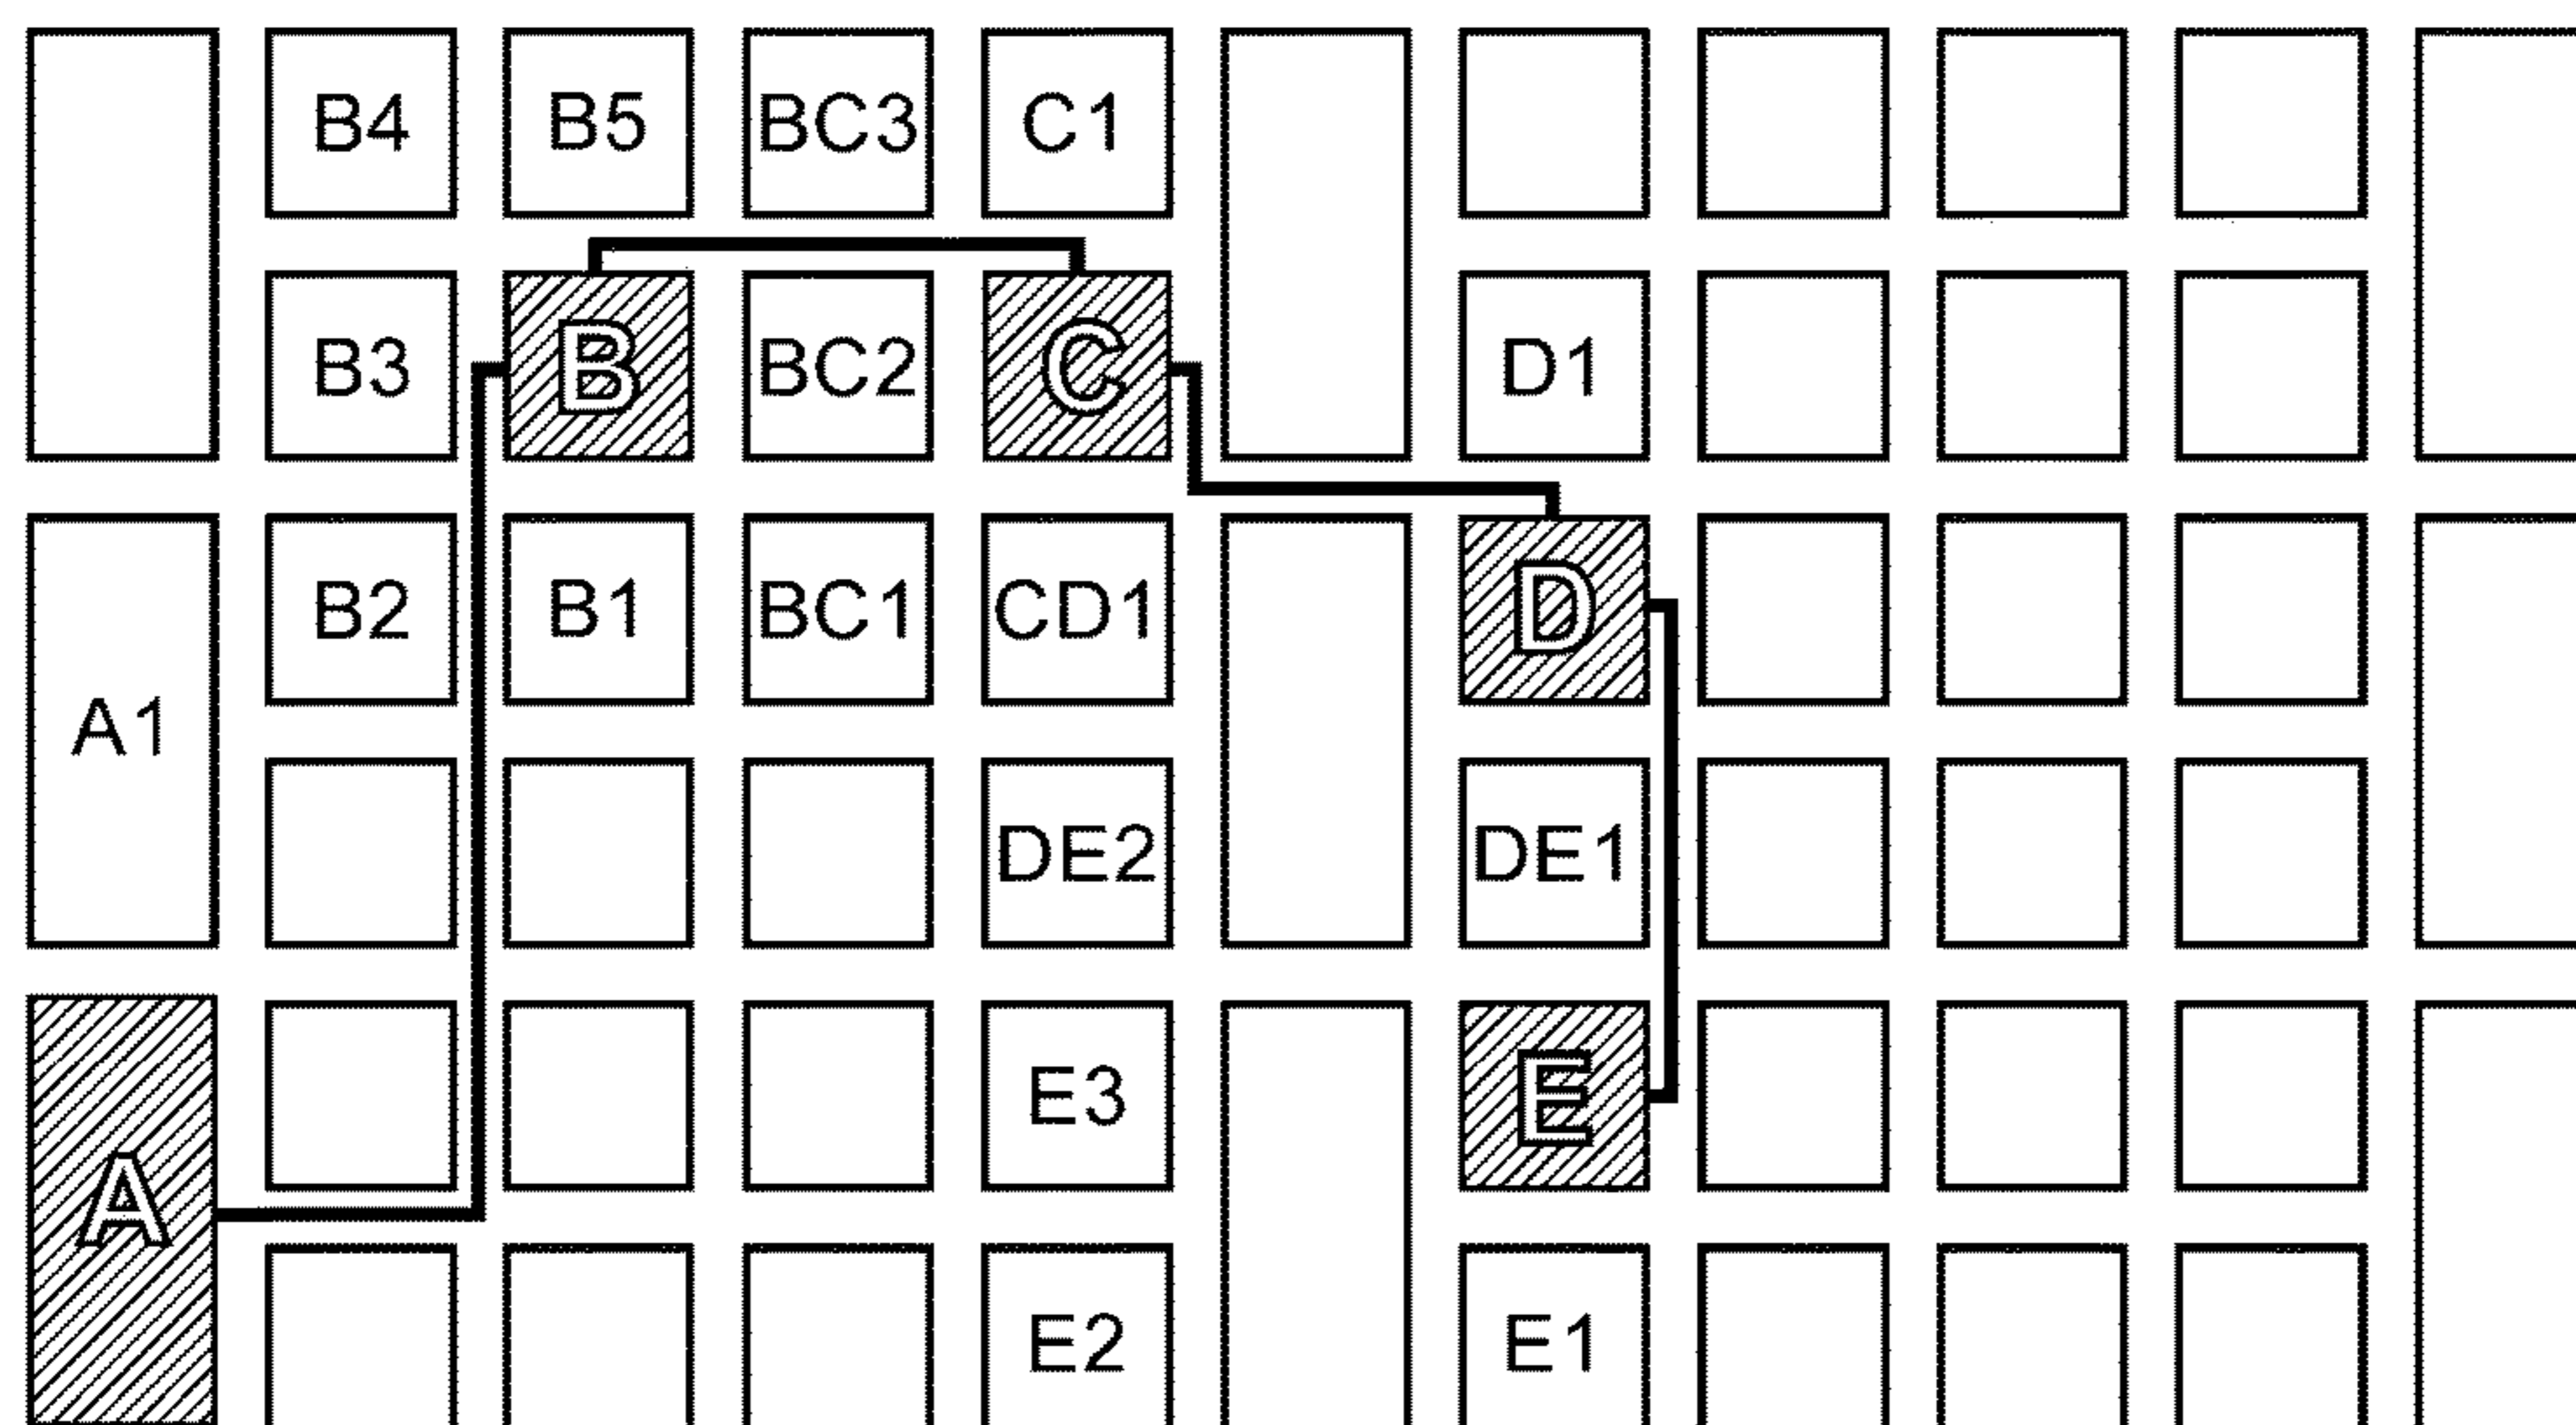 B4 B5 BC3 C1
B3 B BC2 C D1
B2 B1 BC1 CD1 D
A1
DE2 DE1
E3 E
A
E2 E1